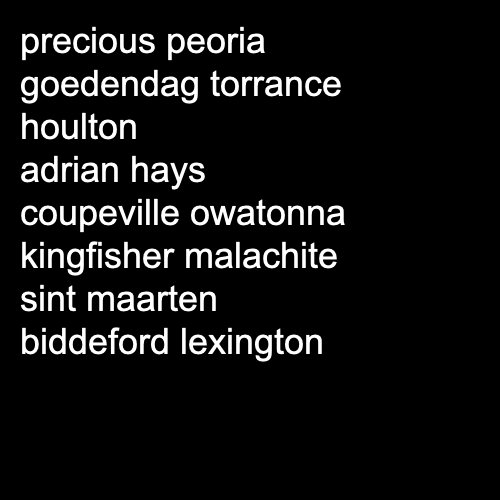 precious peoria
goedendag torrance
houlton
adrian hays
coupeville owatonna
kingfisher malachite
sint maarten
biddeford lexington